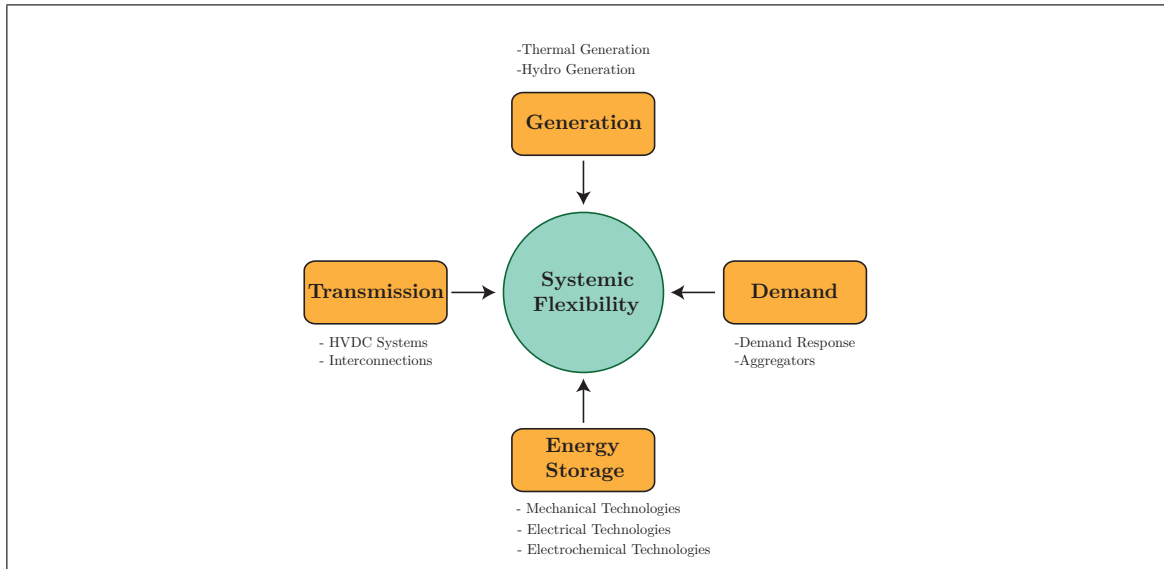 -Thermal Generation
-Hydro Generation
Generation
Systemic
Flexibility
Transmission
- HVDC Systems
- Interconnections
Demand
-Demand Response
-Aggregators
Energy
Storage
- Mechanical Technologies
- Electrical Technologies
- Electrochemical Technologies